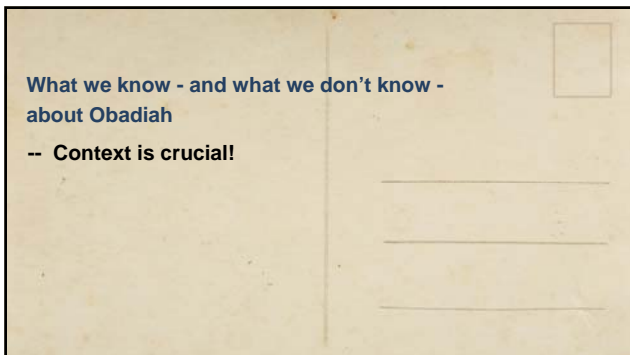 What we know - and what we don't know -
about Obadiah
-- Context is crucial!